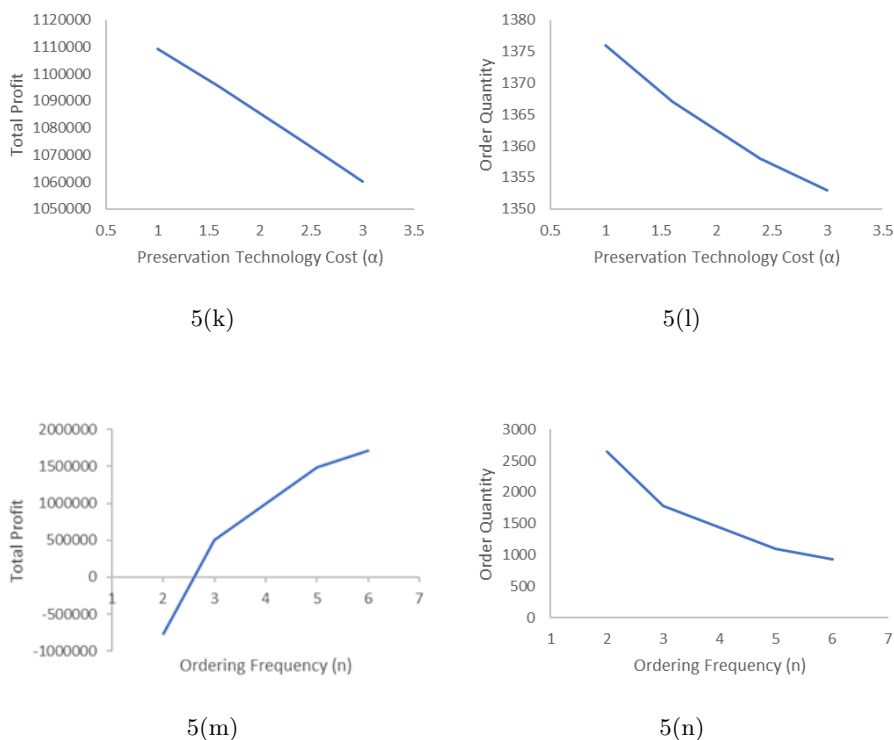 1120000
1110000
1100000
1090000
1080000
1070000
1060000
1050000
Total Profit
0.5 1 1.5 2 2.5 3 3.5
Preservation Technology Cost (α)
5(k)
1380
1375
1370
1365
1360
1355
1350
Order Quantity
0.5 1 1.5 2 2.5 3 3.5
Preservation Technology Cost (α)
5(l)
2000000
1500000
1000000
500000
0
-500000
-1000000
Total Profit
1 2 3 4 5 6 7
Ordering Frequency (n)
5(m)
3000
2500
2000
1500
1000
500
0
Order Quantity
1 2 3 4 5 6 7
Ordering Frequency (n)
5(n)